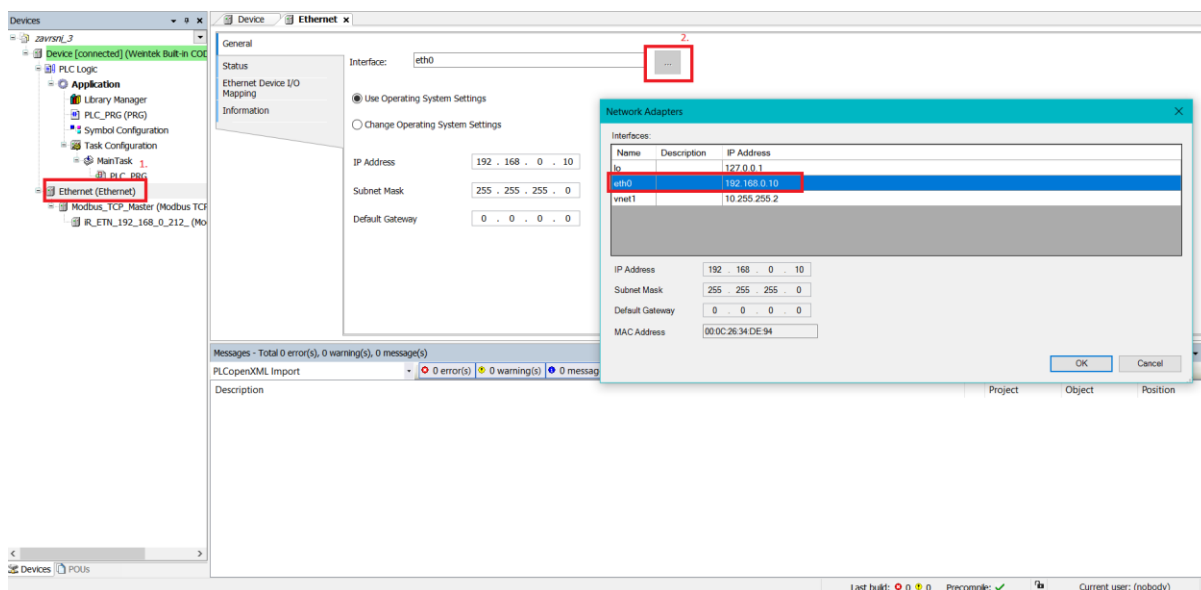 Devices
zavrsni_3
Device [connected] (Weintek Built-in COD
PLC Logic
Application
Library Manager
PLC_PRG (PRG)
Symbol Configuration
Task Configuration
MainTask
1.
PLC_PRG
Ethernet (Ethernet)
Modbus_TCP_Master (Modbus TCP
iR_ETN_192_168_0_212_ (Mo
Devices
POUs
Device
Ethernet
General
Status
Ethernet Device I/O
Mapping
Information
2.
Interface: eth0 ...
Use Operating System Settings
Change Operating System Settings
IP Address 192 . 168 . 0 . 10
Subnet Mask 255 . 255 . 255 . 0
Default Gateway 0 . 0 . 0 . 0
Network Adapters
Interfaces:
Name Description IP Address
lo 127.0.0.1
eth0 192.168.0.10
vnet1 10.255.255.2
IP Address 192 . 168 . 0 . 10
Subnet Mask 255 . 255 . 255 . 0
Default Gateway 0 . 0 . 0 . 0
MAC Address 00:0C:26:34:DE:94
OK Cancel
Messages - Total 0 error(s), 0 warning(s), 0 message(s)
PLCopenXML Import 0 error(s) 0 warning(s) 0 messag
Description Project Object Position
Last build: 0 0 Precompile: Current user: (nobody)